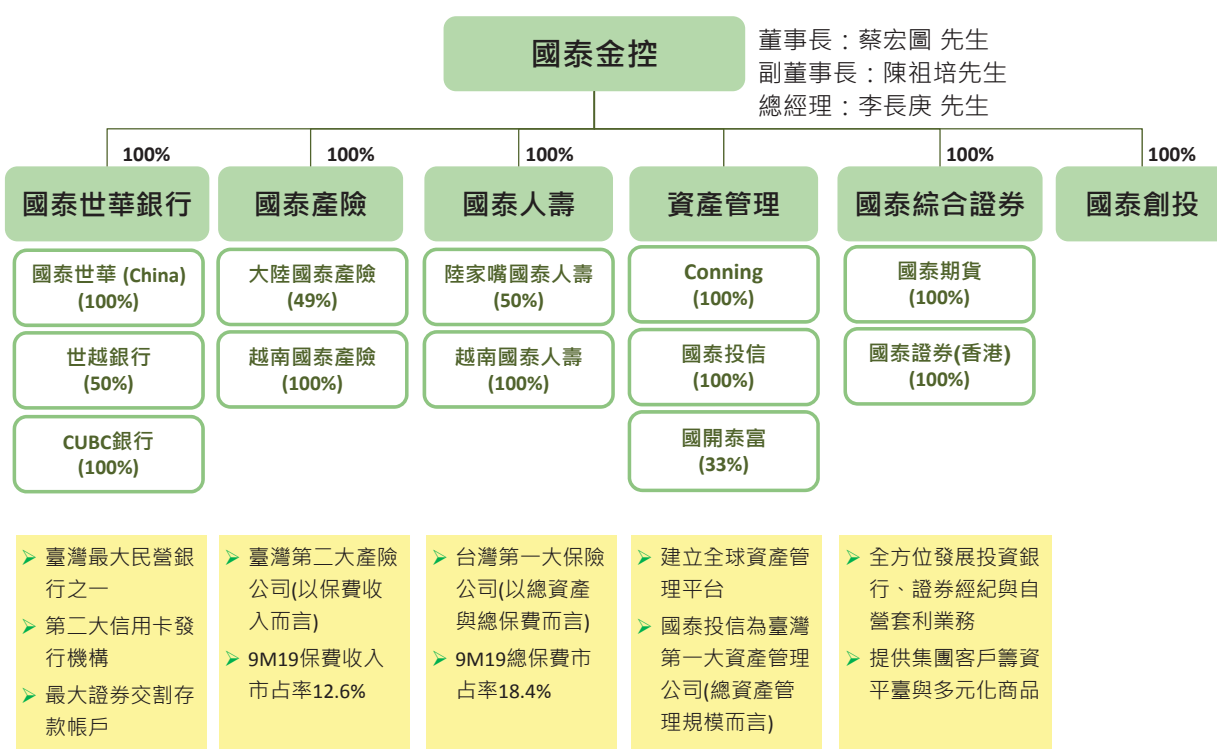 國泰金控
董事長：蔡宏圖 先生
副董事長：陳祖培先生
總經理：李長庚 先生
100%
100%
100%
100%
100%
國泰世華銀行
國泰產險
國泰人壽
資產管理
國泰綜合證券
國泰創投
國泰世華 (China)
(100%)
世越銀行
(50%)
CUBC銀行
(100%)
大陸國泰產險
(49%)
越南國泰產險
(100%)
陸家嘴國泰人壽
(50%)
越南國泰人壽
(100%)
Conning
(100%)
國泰投信
(100%)
國開泰富
(33%)
國泰期貨
(100%)
國泰證券(香港)
(100%)
➢ 臺灣最大民營銀
行之一
➢ 第二大信用卡發
行機構
➢ 最大證券交割存
款帳戶
➢ 臺灣第二大產險
公司(以保費收
入而言)
➢ 9M19保費收入
市占率12.6%
➢ 台灣第一大保險
公司(以總資產
與總保費而言)
➢ 9M19總保費市
占率18.4%
➢ 建立全球資產管
理平台
➢ 國泰投信為臺灣
第一大資產管理
公司(總資產管
理規模而言)
➢ 全方位發展投資銀
行、證券經紀與自
營套利業務
➢ 提供集團客戶籌資
平臺與多元化商品